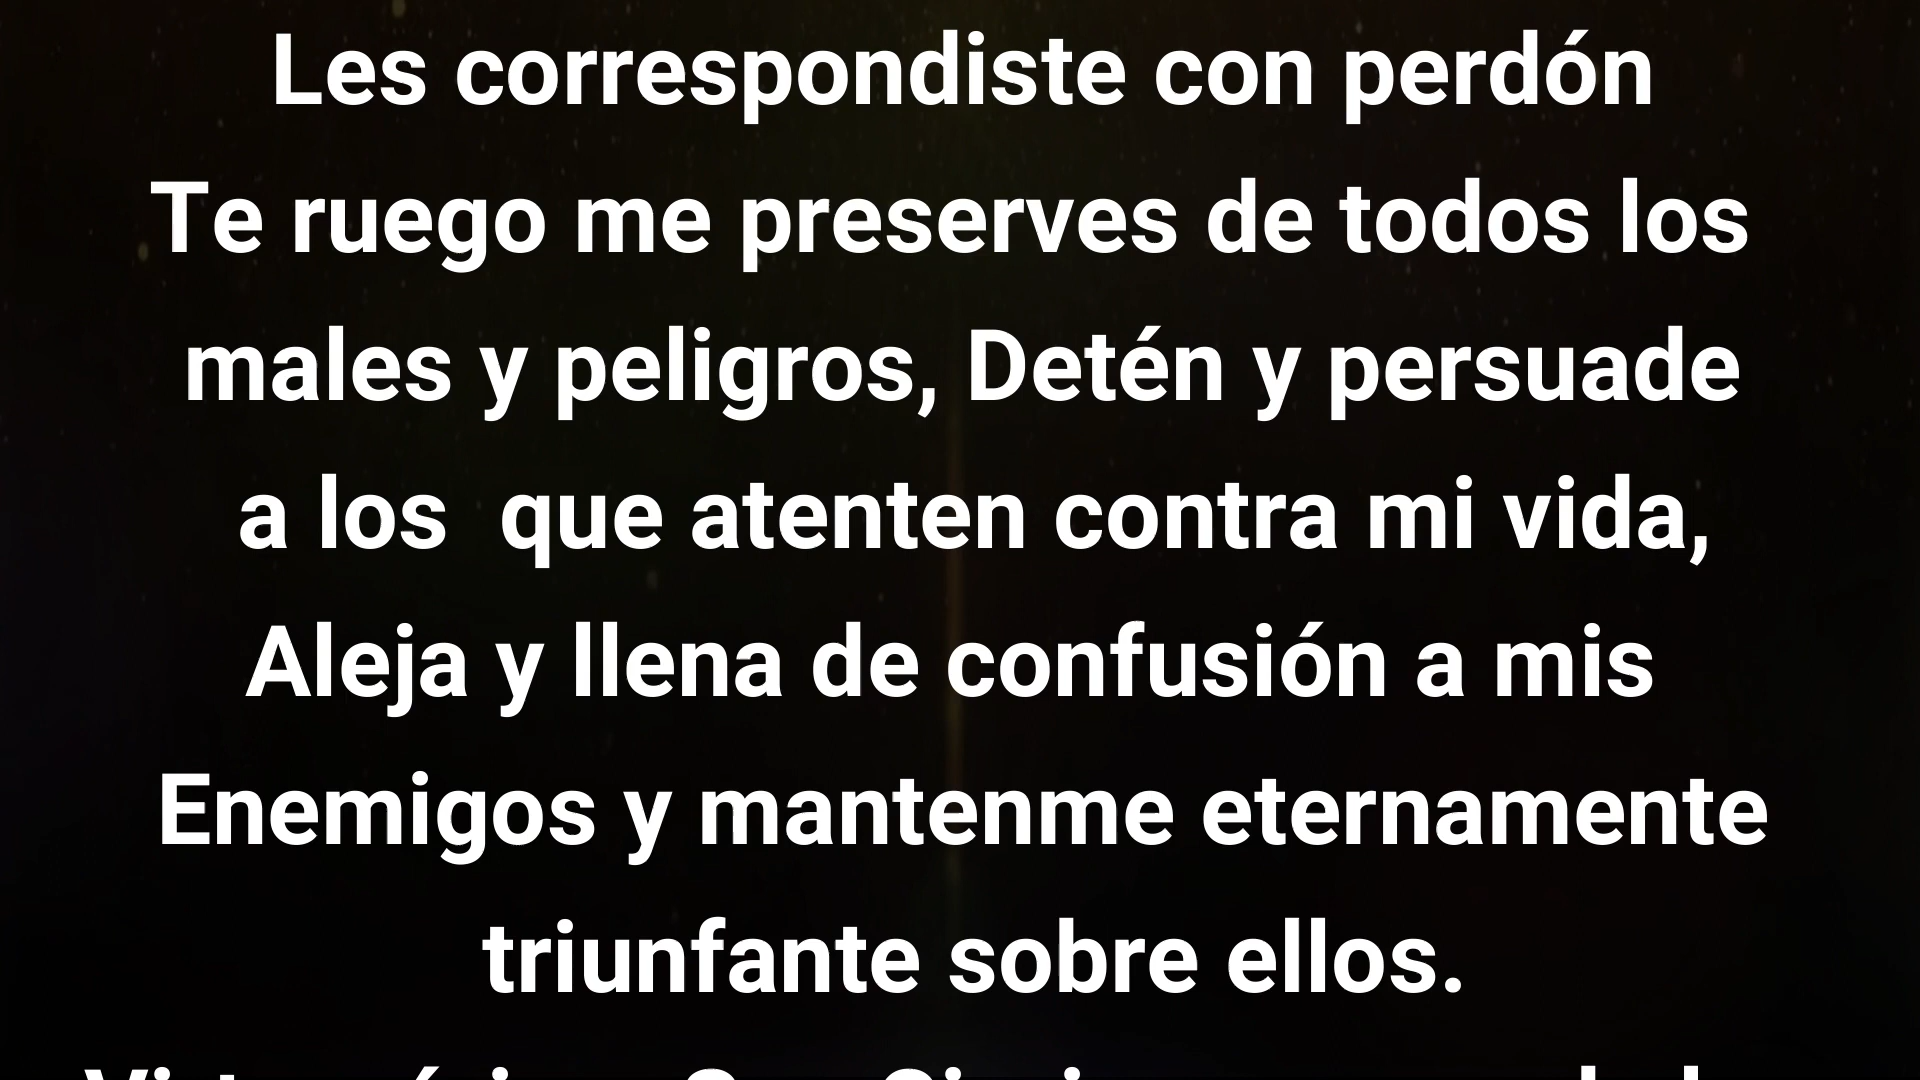 Les correspondiste con perdón
Te ruego me preserves de todos los
males y peligros, Detén y persuade
a los  que atenten contra mi vida,
Aleja y llena de confusión a mis
Enemigos y mantenme eternamente
triunfante sobre ellos.